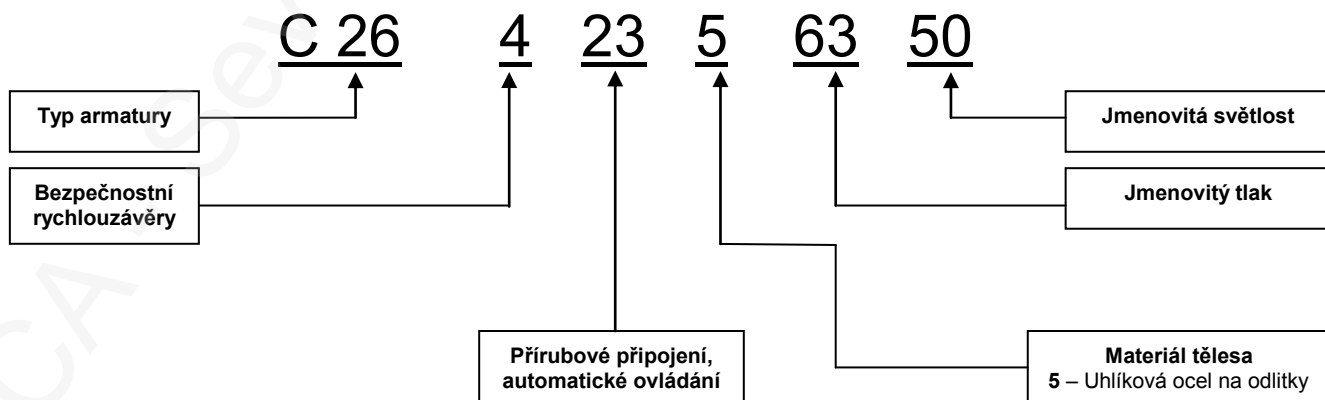 C 26 4 23 5 63 50
Typ armatury
Jmenovitá světlost
Bezpečnostní
rychlouzávěry
Jmenovitý tlak
Přírubové připojení,
automatické ovládání
Materiál tělesa
5 – Uhlíková ocel na odlitky